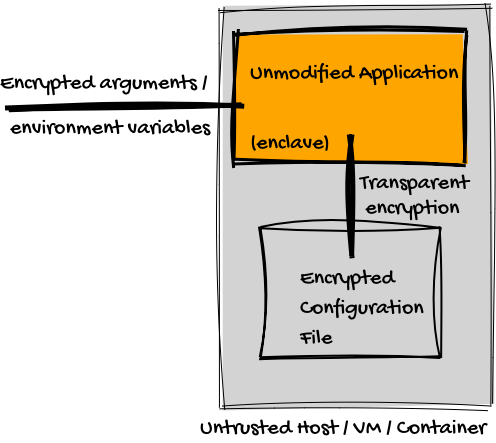 Unmodified Application
Encrypted arguments /
environment variables
(enclave)
Transparent
encryption
Encrypted
Configuration
File
Untrusted Host / VM / Container